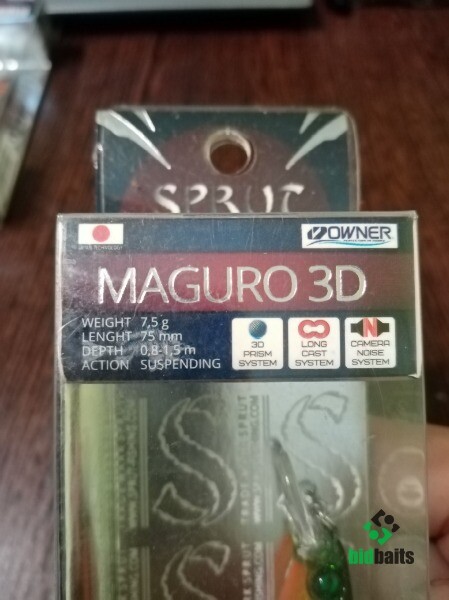 SPRUT
OWNER
MAGURO 3D
WEIGHT 7,5 g
LENGHT 75 mm
DEPTH 0,8-1,5 m
ACTION SUSPENDING
3D
PRISM
SYSTEM
LONG
CAST
SYSTEM
N
CAMERA
NOISE
SYSTEM
SPRUT
bidbaits